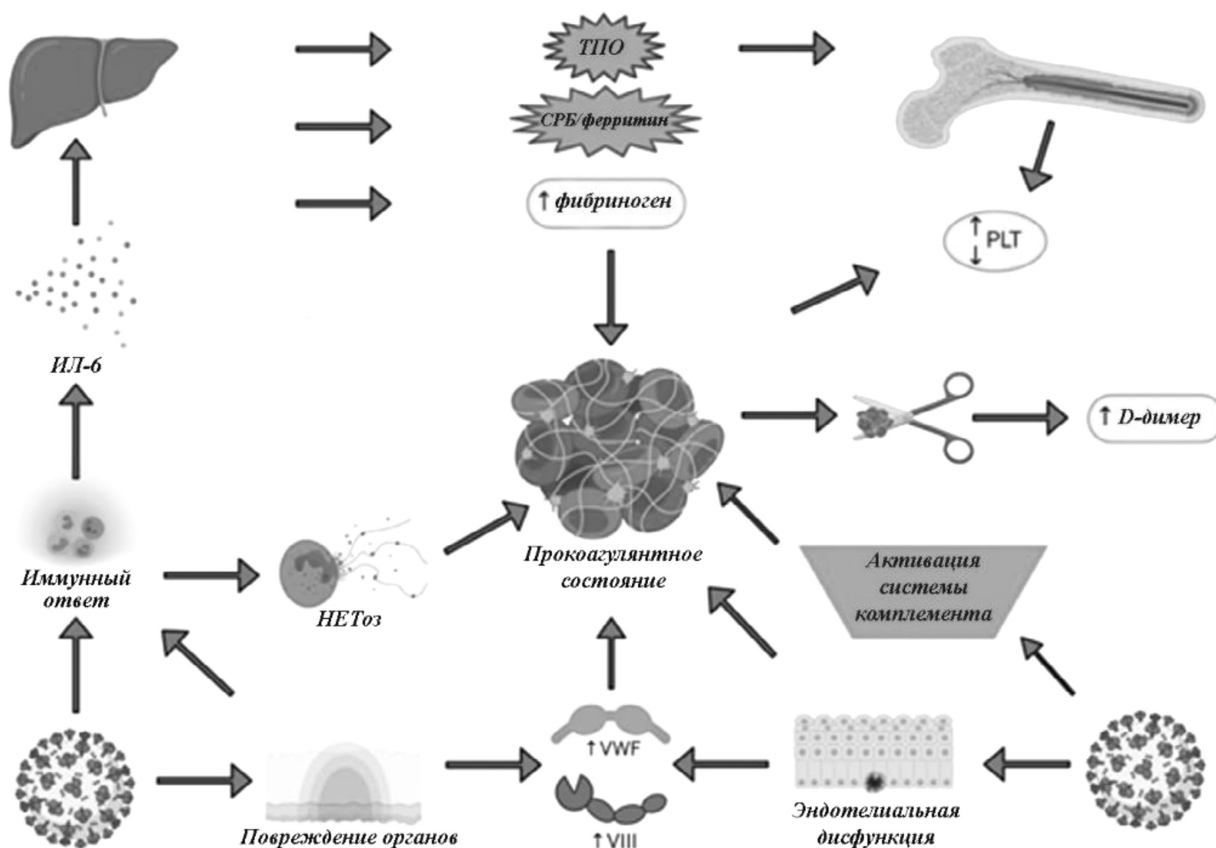 ТПО
СРБ/ферритин
↑ фибриноген
↑ PLT
↓
ИЛ-6
↑ D-димер
Иммунный
ответ
НЕТоз
Прокоагулянтное
состояние
Активация
системы
комплемента
↑ VWF
↑ VIII
Повреждение органов
Эндотелиальная
дисфункция